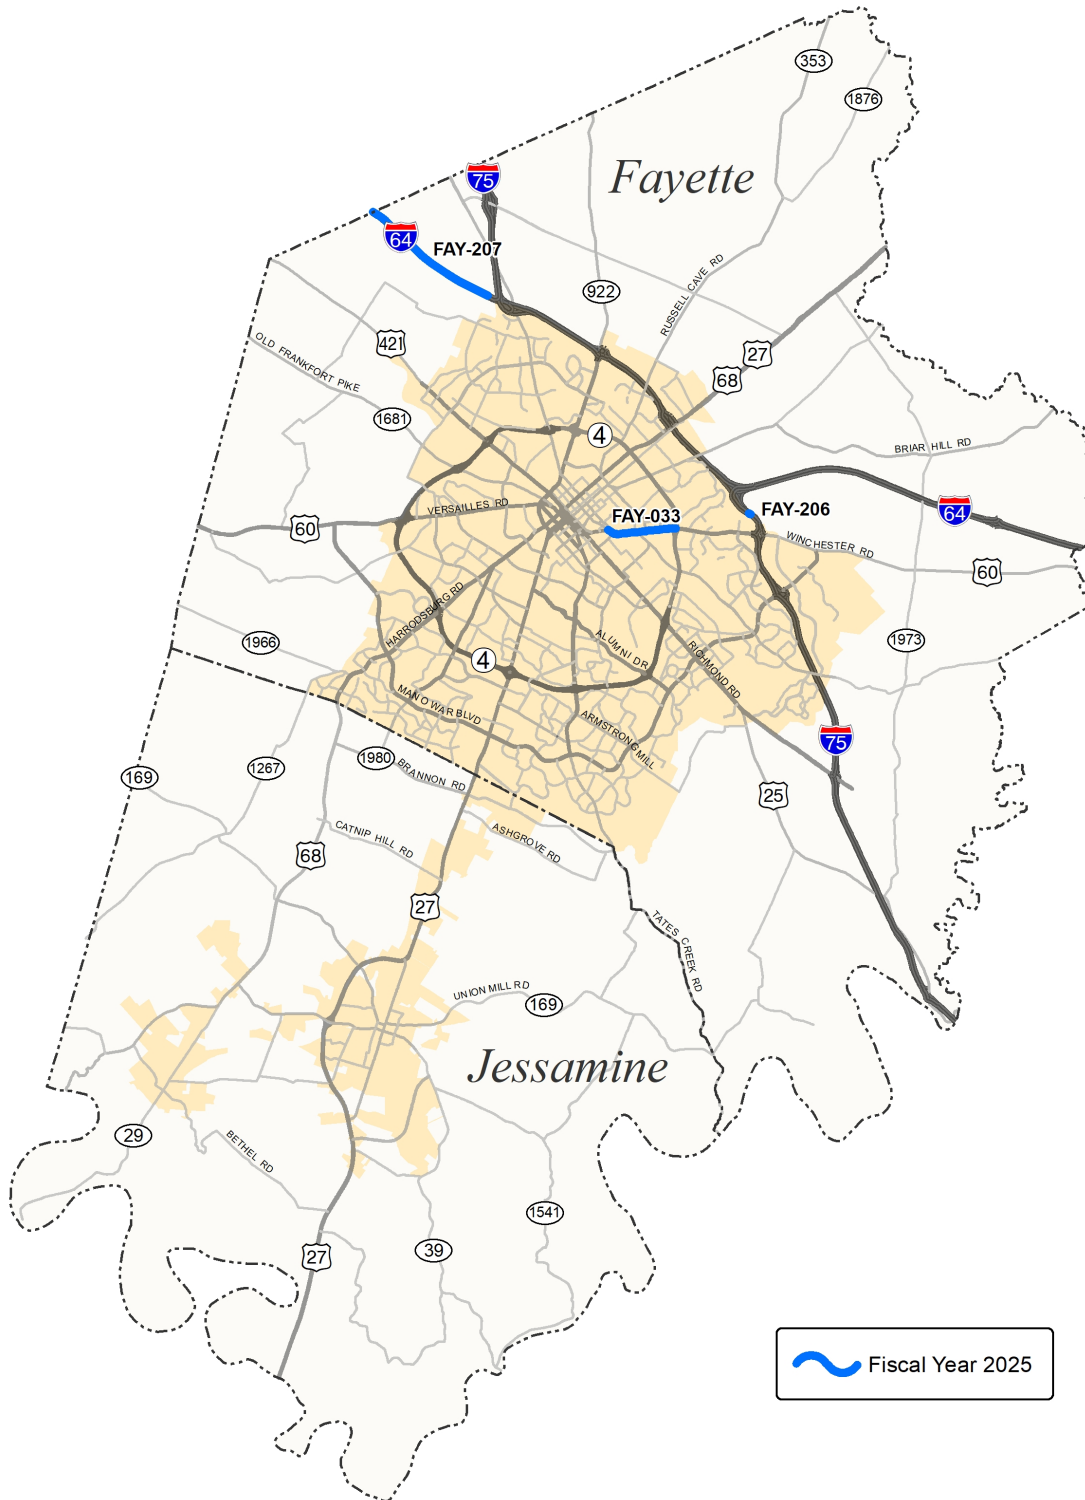 353
1876
Fayette
75
64
FAY-207
922
RUSSELL CAVE RD
421
27
68
OLD FRANKFORT PIKE
1681
4
BRIAR HILL RD
VERSAILLES RD
FAY-033
FAY-206
64
60
WINCHESTER RD
60
HARRODSBURG RD
1966
ALUMNI DR
1973
4
RICHMOND RD
MAN O WAR BLVD
ARMSTRONG MILL
75
1980
1267
169
BRANNON RD
25
CATNIP HILL RD
ASHGROVE RD
68
27
TATES CREEK RD
UNION MILL RD
169
Jessamine
29
BETHEL RD
1541
39
27
Fiscal Year 2025